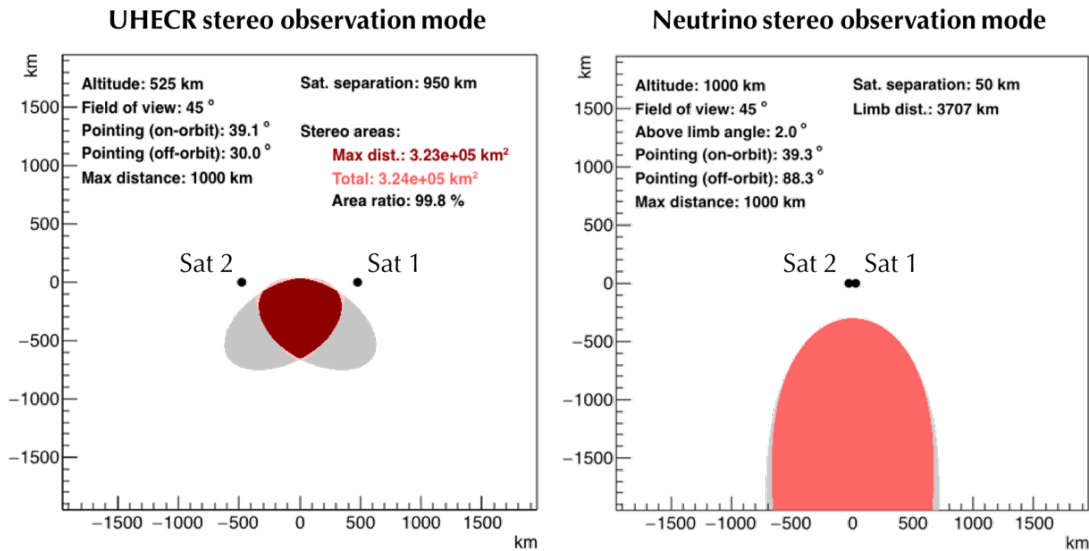 UHECR stereo observation mode
km
Altitude: 525 km
Field of view: 45 °
Pointing (on-orbit): 39.1 °
Pointing (off-orbit): 30.0 °
Max distance: 1000 km
Sat. separation: 950 km
Stereo areas:
Max dist.: 3.23e+05 km²
Total: 3.24e+05 km²
Area ratio: 99.8 %
1500
1000
500
0
−500
−1000
−1500
Sat 2
Sat 1
−1500 −1000 −500 0 500 1000 1500
km
Neutrino stereo observation mode
km
Altitude: 1000 km
Field of view: 45 °
Above limb angle: 2.0 °
Pointing (on-orbit): 39.3 °
Pointing (off-orbit): 88.3 °
Max distance: 1000 km
Sat. separation: 50 km
Limb dist.: 3707 km
1500
1000
500
0
−500
−1000
−1500
Sat 2
Sat 1
−1500 −1000 −500 0 500 1000 1500
km